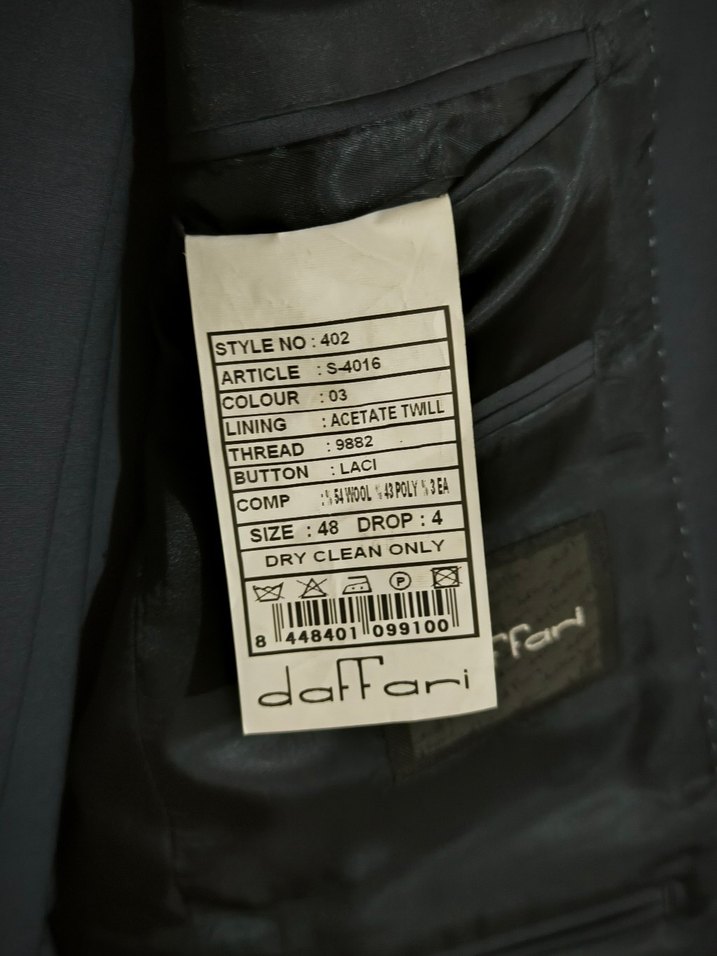 STYLE NO : 402
ARTICLE : S-4016
COLOUR : 03
LINING : ACETATE TWILL
THREAD : 9882
BUTTON : LACI
COMP :% 54 WOOL % 43 POLY % 3 EA
SIZE : 48 DROP : 4
DRY CLEAN ONLY
P
8 448401 099100
daffari
ffari